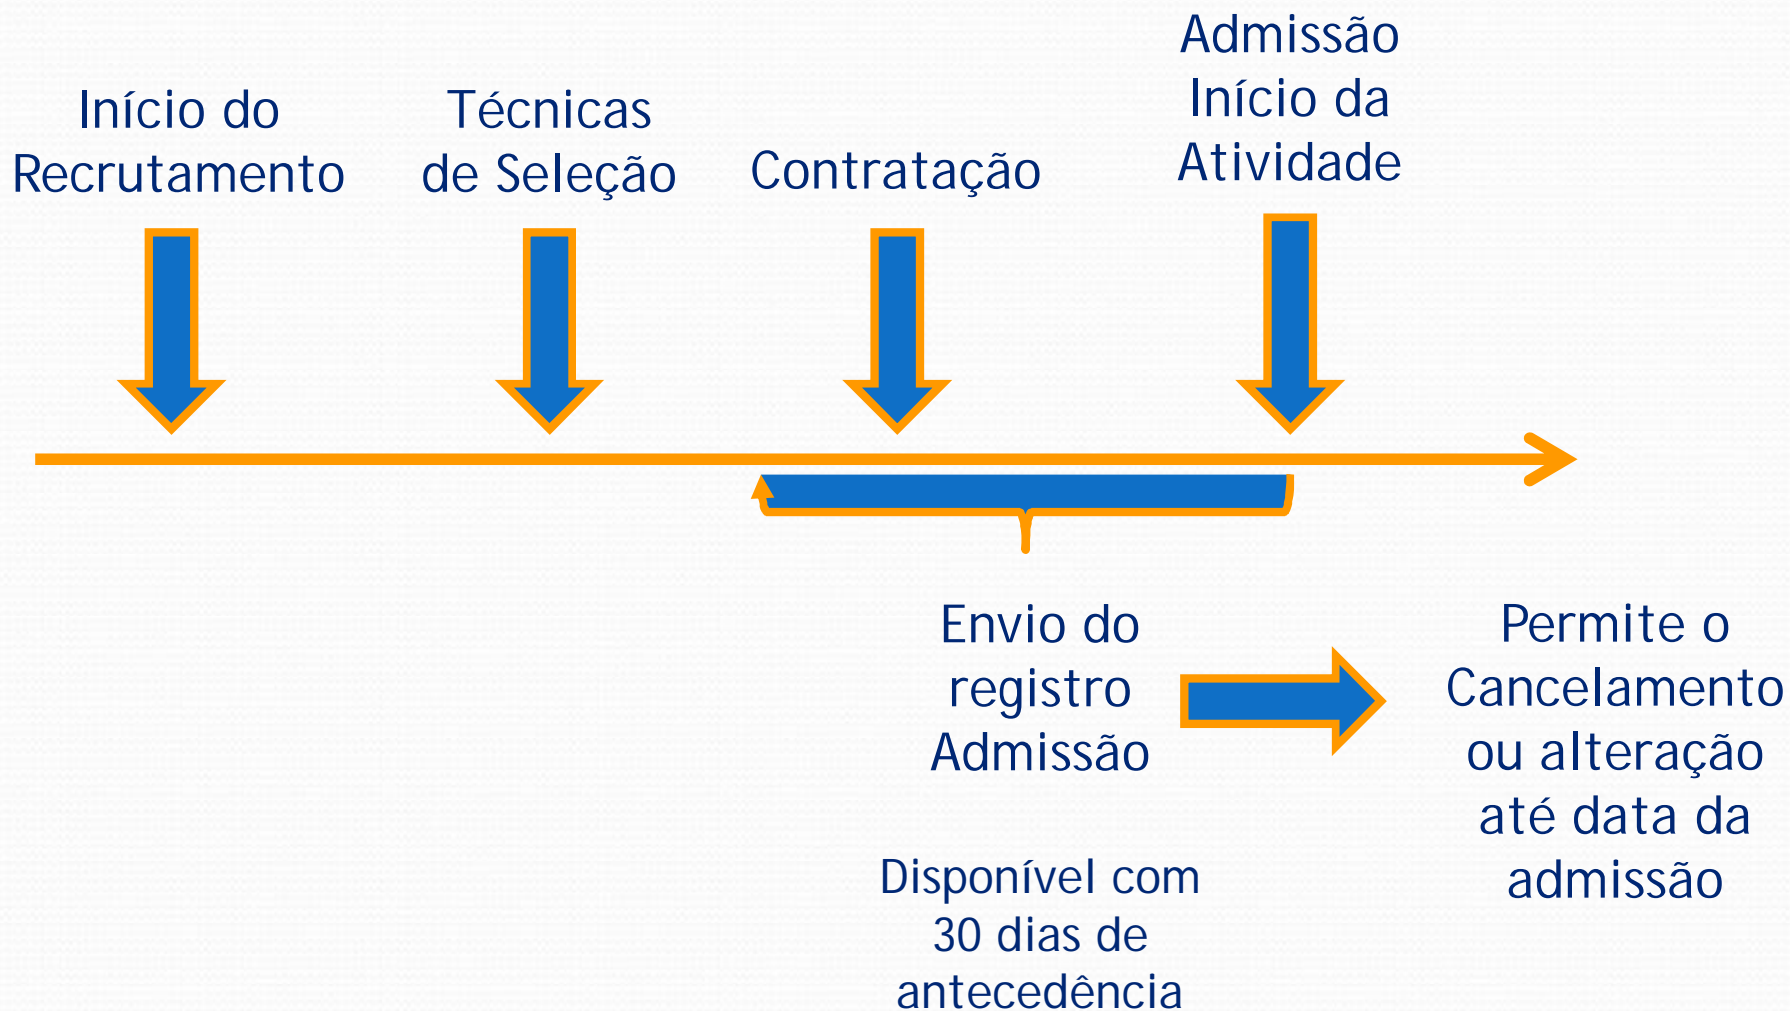 Início do
Recrutamento
Técnicas
de Seleção
Contratação
Admissão
Início da
Atividade
Envio do
registro
Admissão
Disponível com
30 dias de
antecedência
Permite o
Cancelamento
ou alteração
até data da
admissão